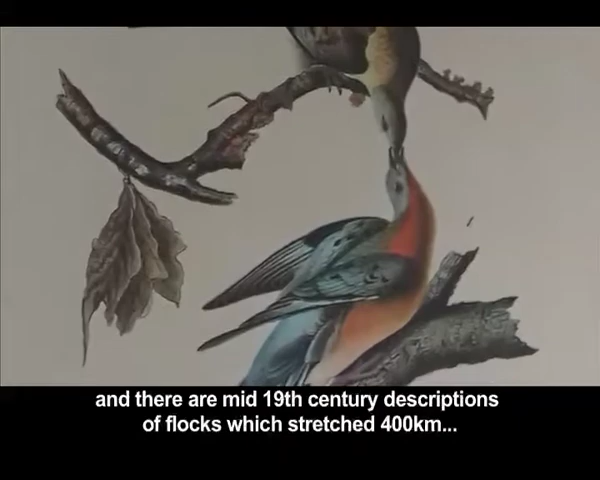 and there are mid 19th century descriptions
of flocks which stretched 400km...